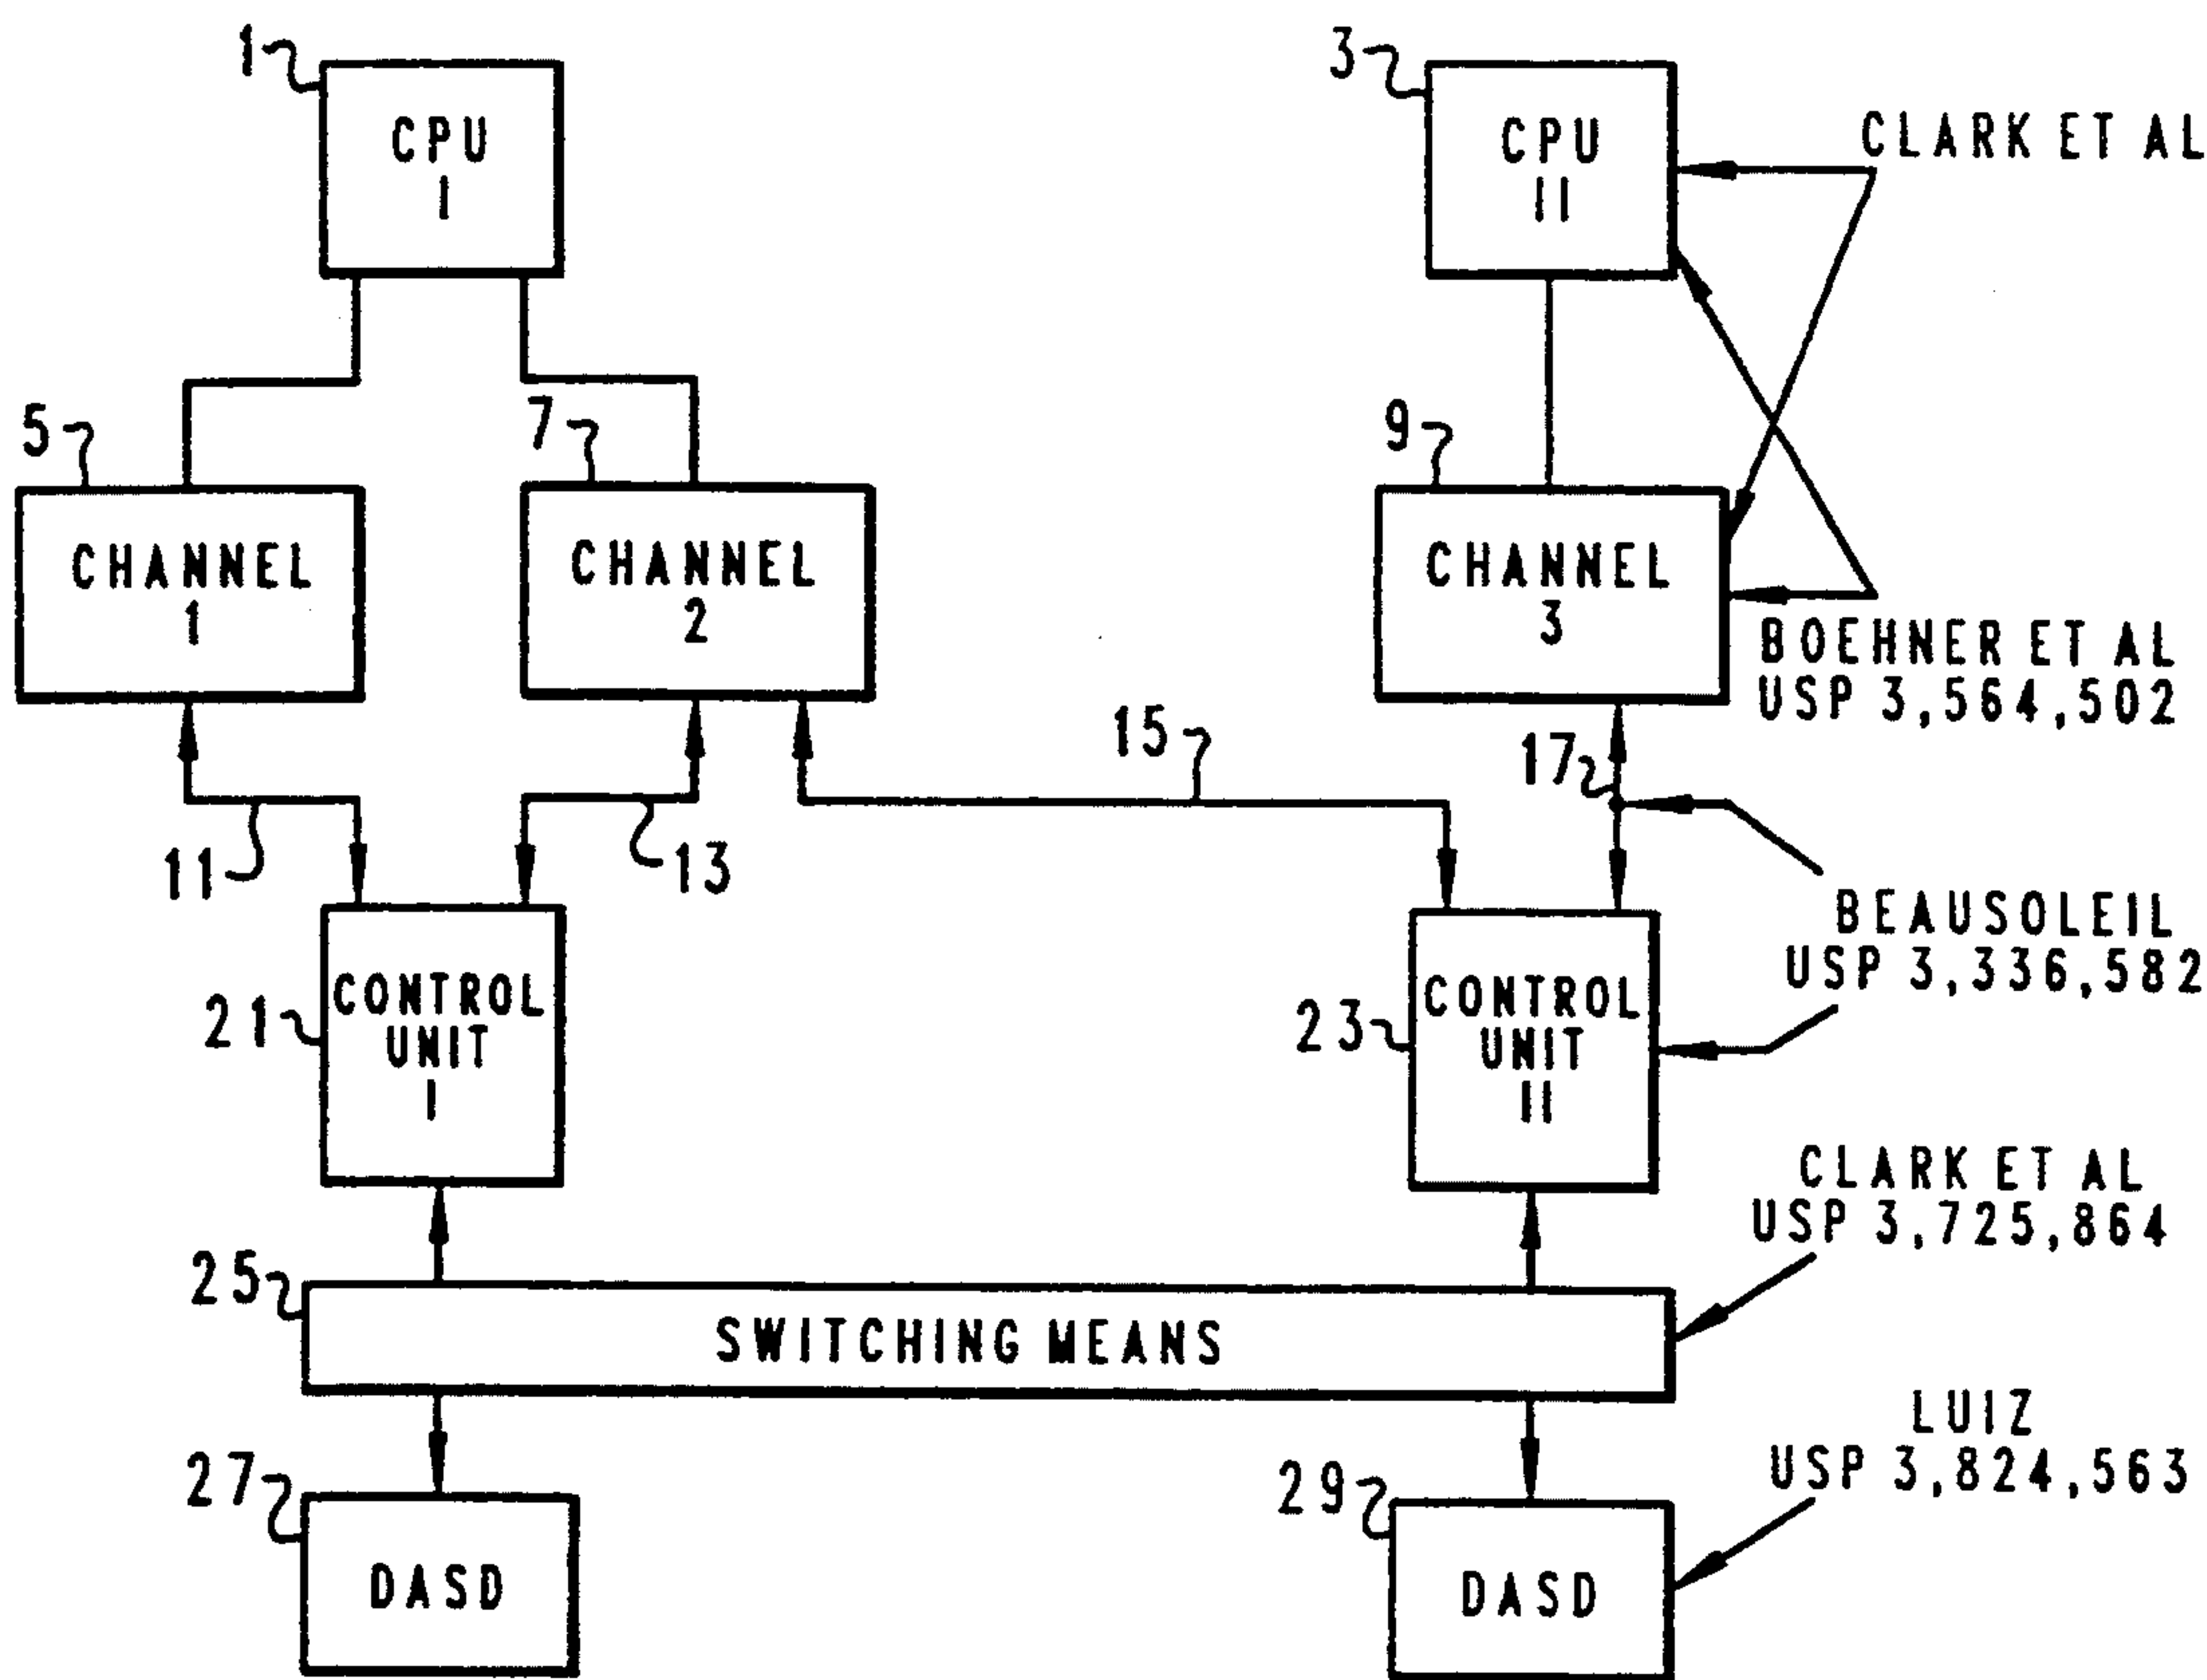 1
CPU
I
3
CPU
II
CLARK ET AL
5
CHANNEL
1
7
CHANNEL
2
9
CHANNEL
3
BOEHNER ET AL
USP 3,564,502
11
13
15
17
BEAUSOLEIL
USP 3,336,582
21
CONTROL
UNIT
I
23
CONTROL
UNIT
II
CLARK ET AL
USP 3,725,864
25
SWITCHING MEANS
LUIZ
USP 3,824,563
27
DASD
29
DASD